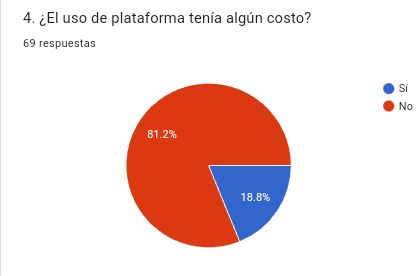 4. ¿El uso de plataforma tenía algún costo?
69 respuestas
Sí
No
81.2%
18.8%